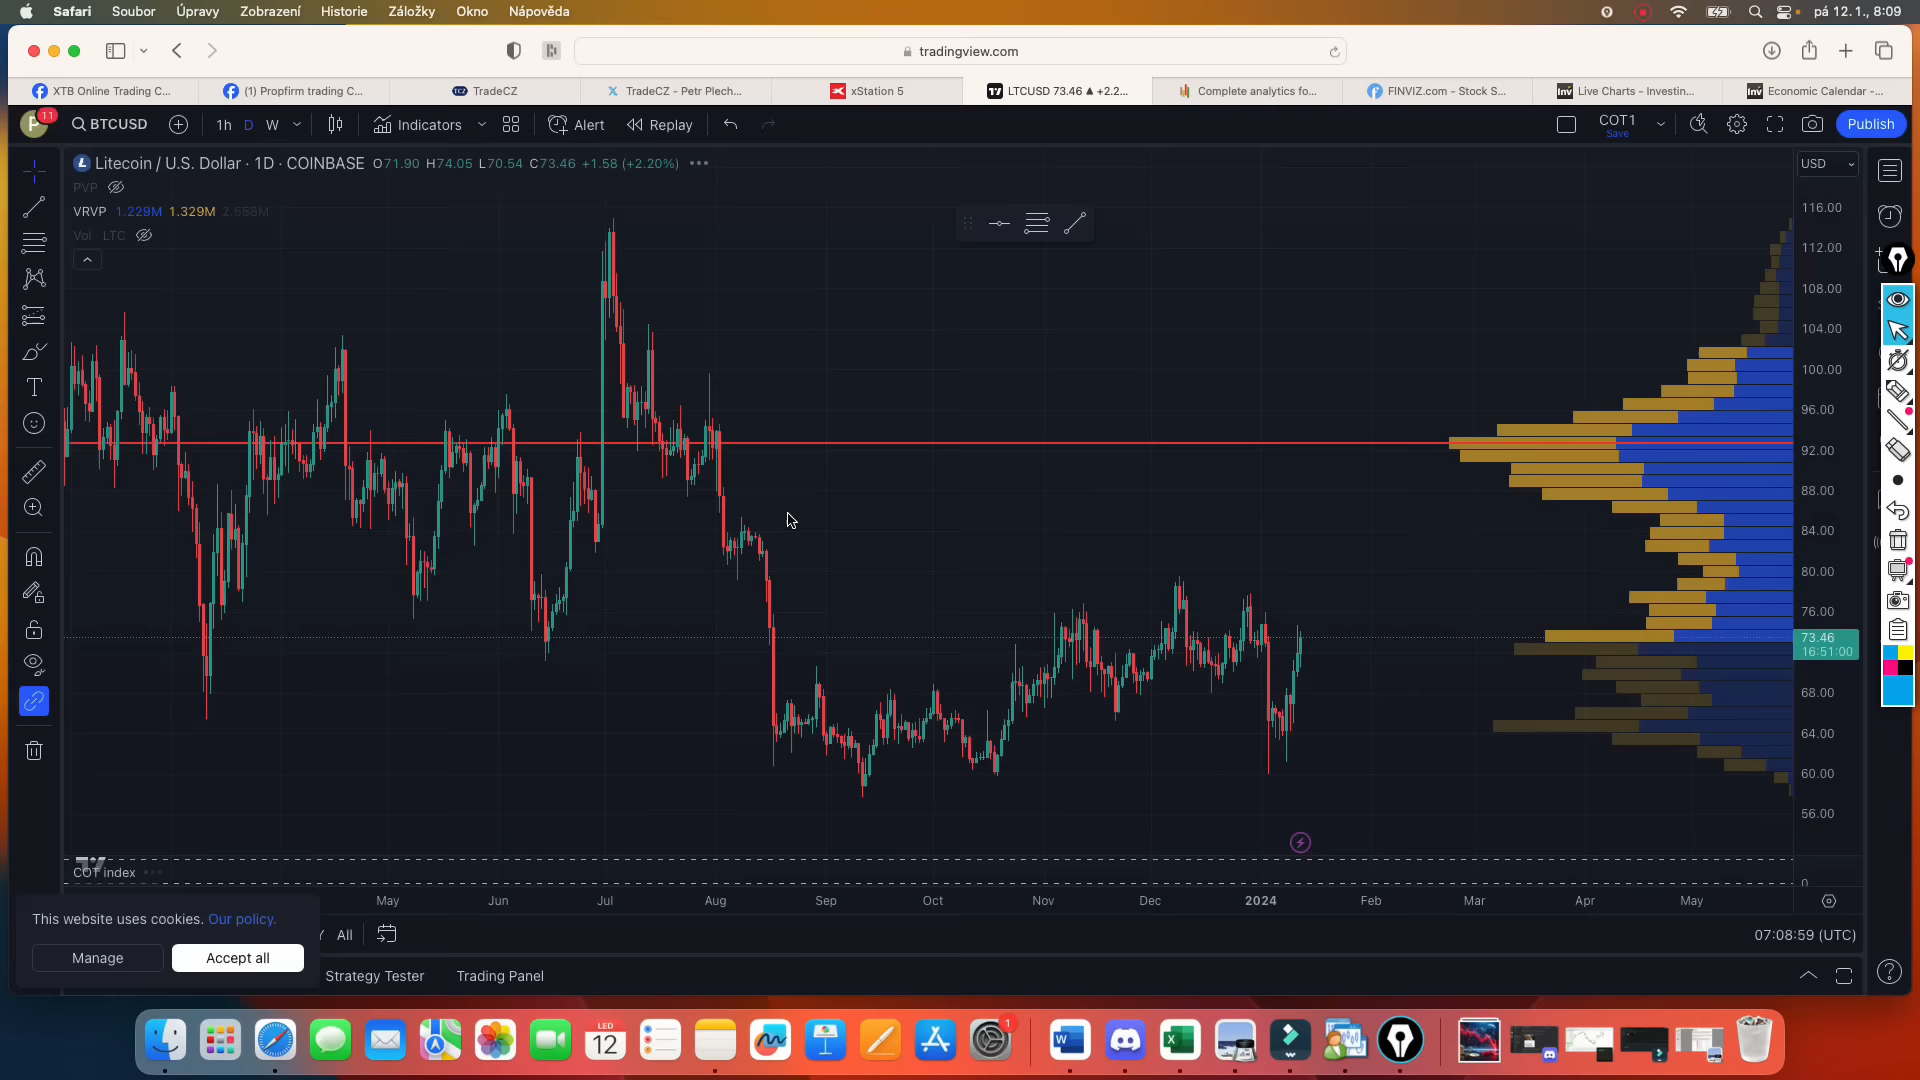 Safari Soubor Úpravy Zobrazení Historie Záložky Okno Nápověda pá 12. 1., 8:09
tradingview.com
XTB Online Trading C... (1) Propfirm trading C... TradeCZ TradeCZ - Petr Plech... xStation 5 LTCUSD 73.46 ▲ +2.2... Complete analytics fo... FINVIZ.com - Stock S... Live Charts - Investin... Economic Calendar -...
P 11 BTCUSD 1h D W Indicators Alert Replay COT1 Save Publish
Litecoin / U.S. Dollar · 1D · COINBASE O71.90 H74.05 L70.54 C73.46 +1.58 (+2.20%) USD
PVP
VRVP 1.229M 1.329M 2.558M
Vol · LTC
116.00
112.00
108.00
104.00
100.00
96.00
92.00
88.00
84.00
80.00
76.00
73.46
16:51:00
68.00
64.00
60.00
56.00
COT index
0
May Jun Jul Aug Sep Oct Nov Dec 2024 Feb Mar Apr May
This website uses cookies. Our policy.
Manage Accept all
All 07:08:59 (UTC)
Strategy Tester Trading Panel
LED
12
1